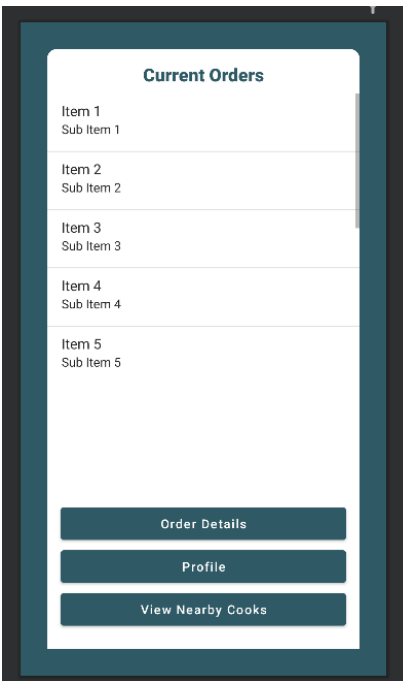 Current Orders
Item 1
Sub Item 1
Item 2
Sub Item 2
Item 3
Sub Item 3
Item 4
Sub Item 4
Item 5
Sub Item 5
Order Details
Profile
View Nearby Cooks